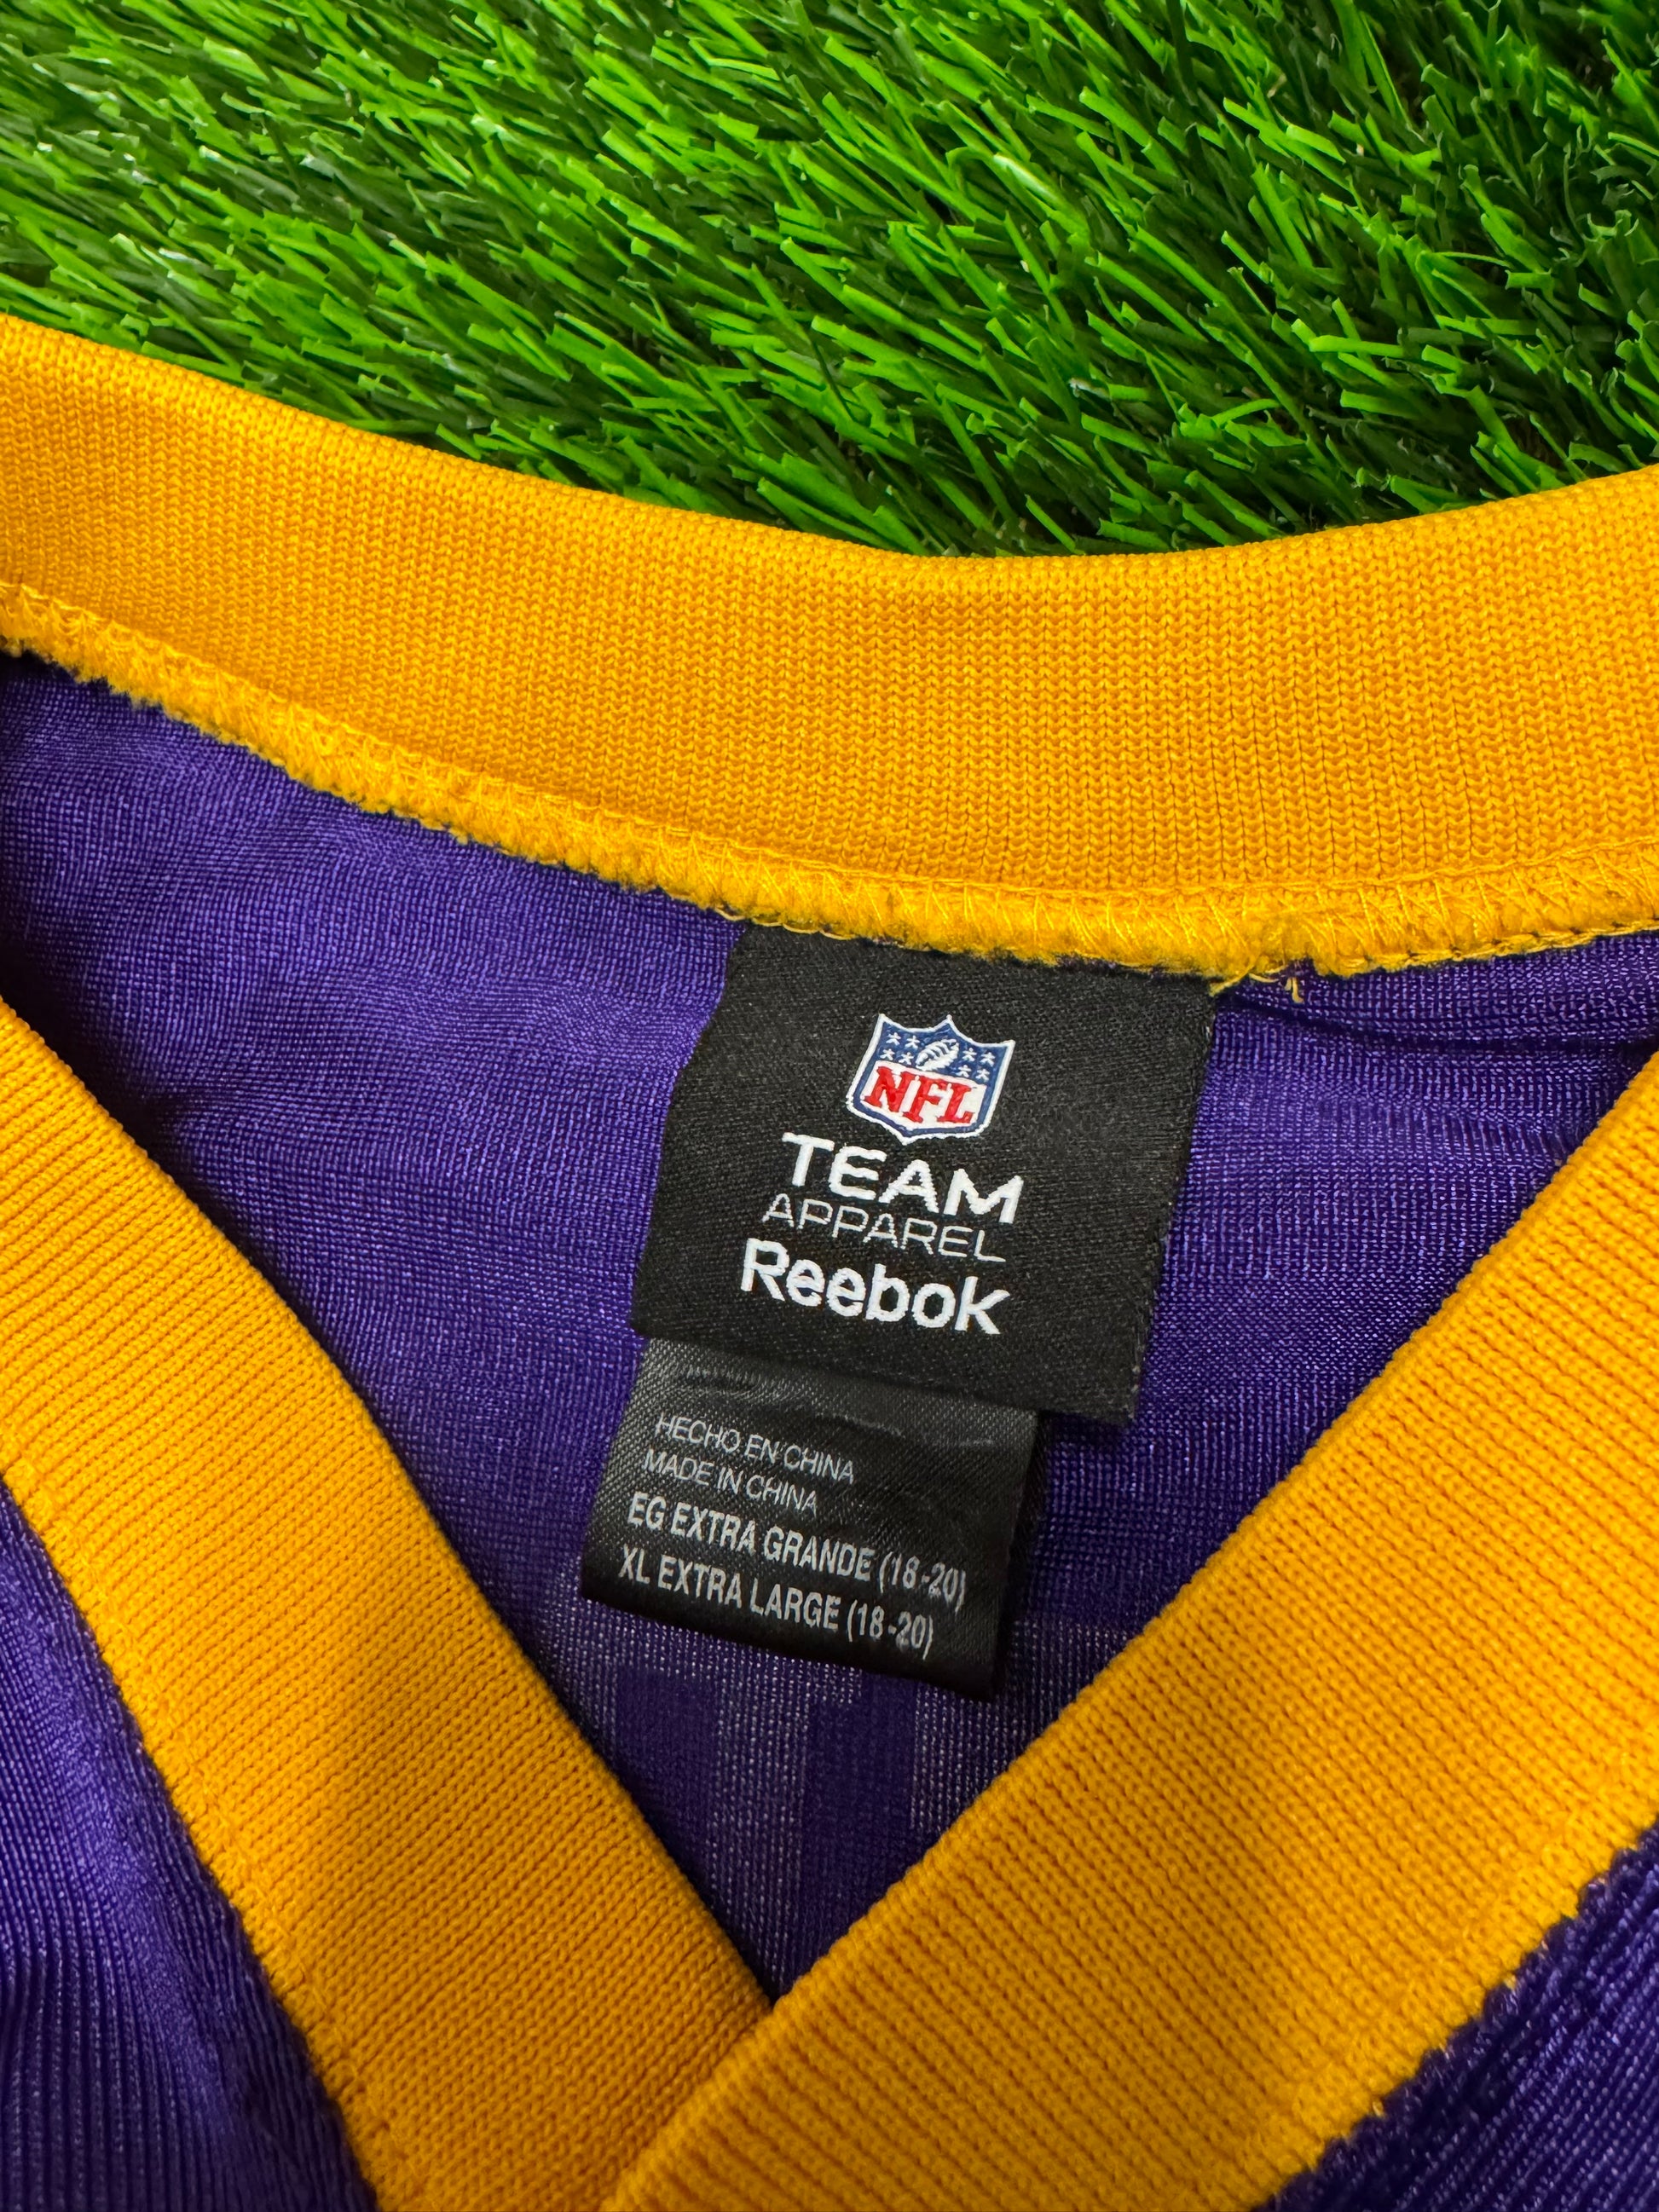 NFL
TEAM
APPAREL
Reebok
HECHO EN CHINA
MADE IN CHINA
EG EXTRA GRANDE (18-20)
XL EXTRA LARGE (18-20)